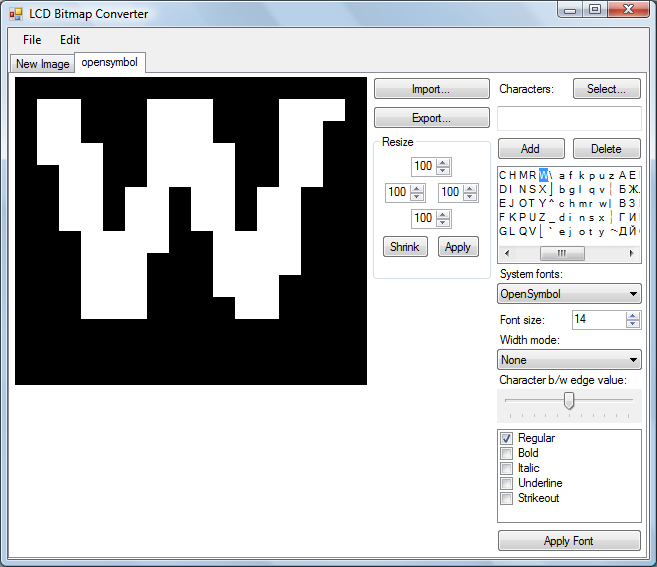 LCD Bitmap Converter
File Edit
New Image opensymbol
W
Import...
Export...
Resize
100
100 100
100
Shrink Apply
Characters: Select...
Add Delete
C H M R W \ a f k p u z А Е
D I N S X ] b g l q v { Б Ж
E J O T Y ^ c h m r w | В З
F K P U Z _ d i n s x } Г И
G L Q V [ ` e j o t y ~ Д Й
System fonts:
OpenSymbol
Font size: 14
Width mode:
None
Character b/w edge value:
Regular
Bold
Italic
Underline
Strikeout
Apply Font